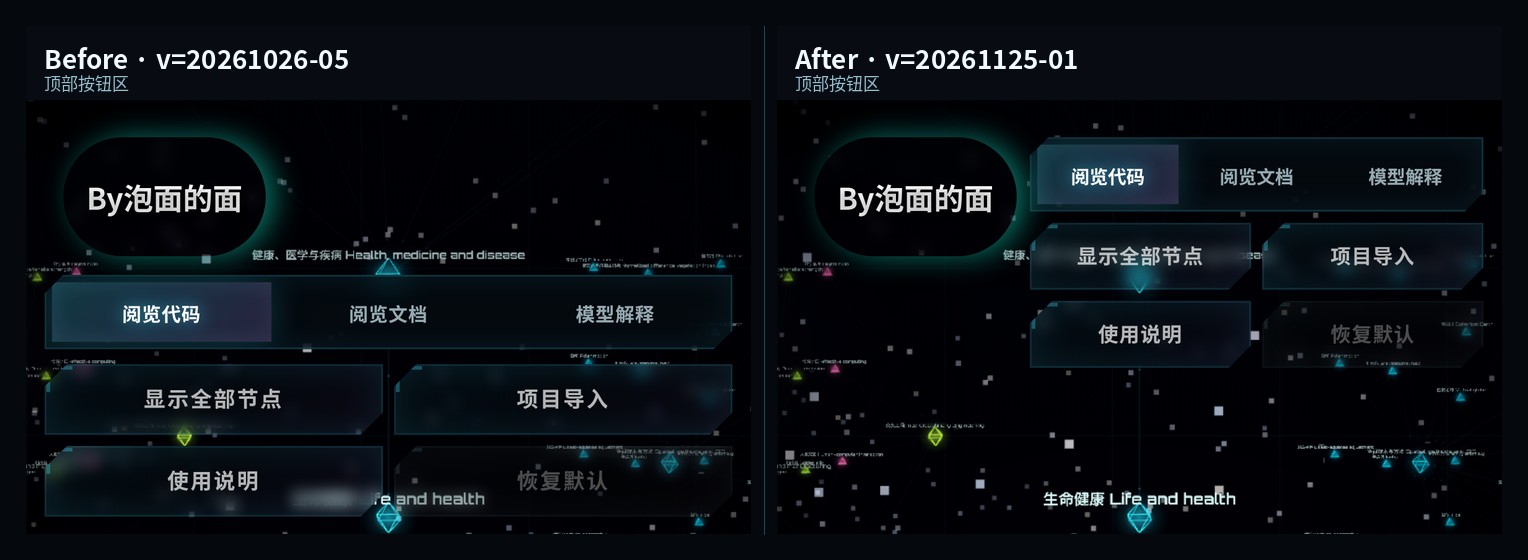 Before · v=20261026-05
顶部按钮区
By泡面的面
健康、医学与疾病 Health, medicine and disease
阅览代码 阅览文档 模型解释
显示全部节点 项目导入
使用说明 恢复默认
fe and health
After · v=20261125-01
顶部按钮区
By泡面的面
阅览代码 阅览文档 模型解释
健康、
显示全部节点 项目导入
使用说明 恢复默认
生命健康 Life and health